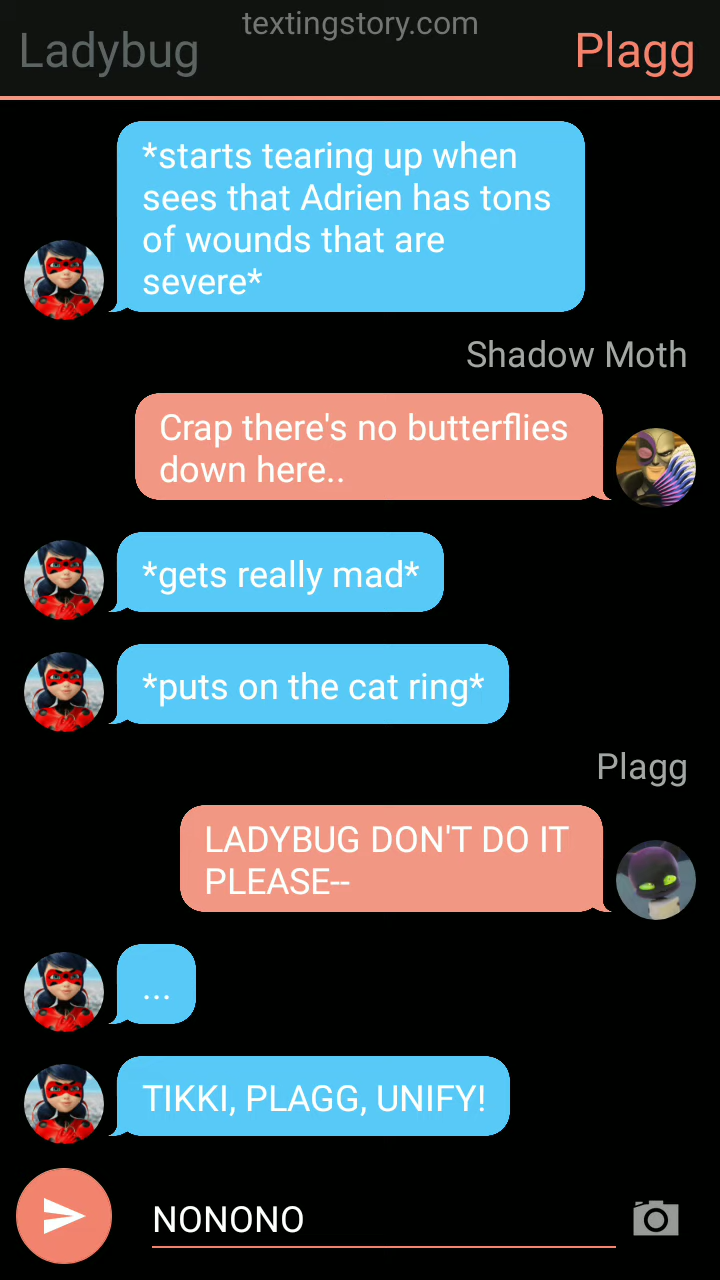 textingstory.com
Ladybug
Plagg
*starts tearing up when
sees that Adrien has tons
of wounds that are
severe*
Shadow Moth
Crap there's no butterflies
down here..
*gets really mad*
*puts on the cat ring*
Plagg
LADYBUG DON'T DO IT
PLEASE--
...
TIKKI, PLAGG, UNIFY!
NONONO